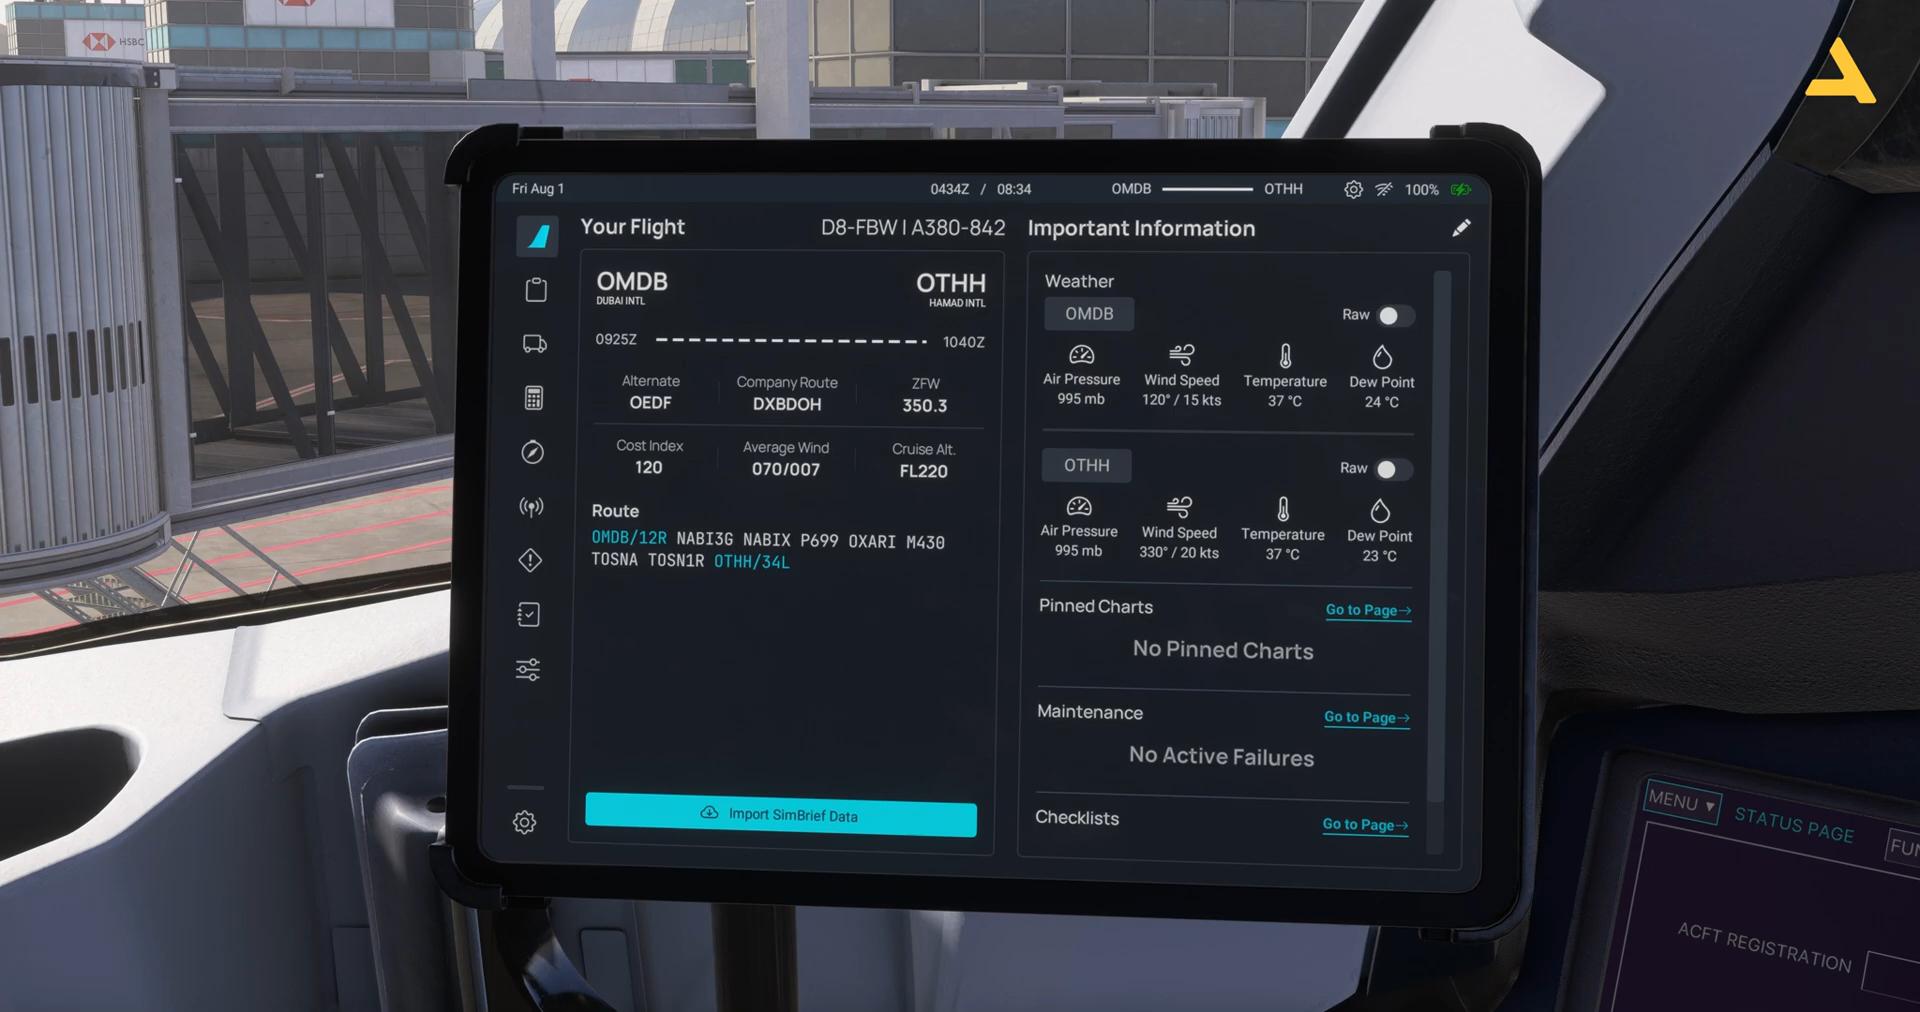 HSBC
Fri Aug 1
0434Z / 08:34
OMDB OTHH
100%
Your Flight
D8-FBW | A380-842
OMDB
DUBAI INTL
OTHH
HAMAD INTL
0925Z
1040Z
Alternate
OEDF
Company Route
DXBDOH
ZFW
350.3
Cost Index
120
Average Wind
070/007
Cruise Alt.
FL220
Route
OMDB/12R NABI3G NABIX P699 OXARI M430
TOSNA TOSN1R OTHH/34L
Import SimBrief Data
Important Information
Weather
OMDB
Raw
Air Pressure
995 mb
Wind Speed
120° / 15 kts
Temperature
37 °C
Dew Point
24 °C
OTHH
Raw
Air Pressure
995 mb
Wind Speed
330° / 20 kts
Temperature
37 °C
Dew Point
23 °C
Pinned Charts
Go to Page→
No Pinned Charts
Maintenance
Go to Page→
No Active Failures
Checklists
Go to Page→
MENU ▼
STATUS PAGE
FUN
ACFT REGISTRATION